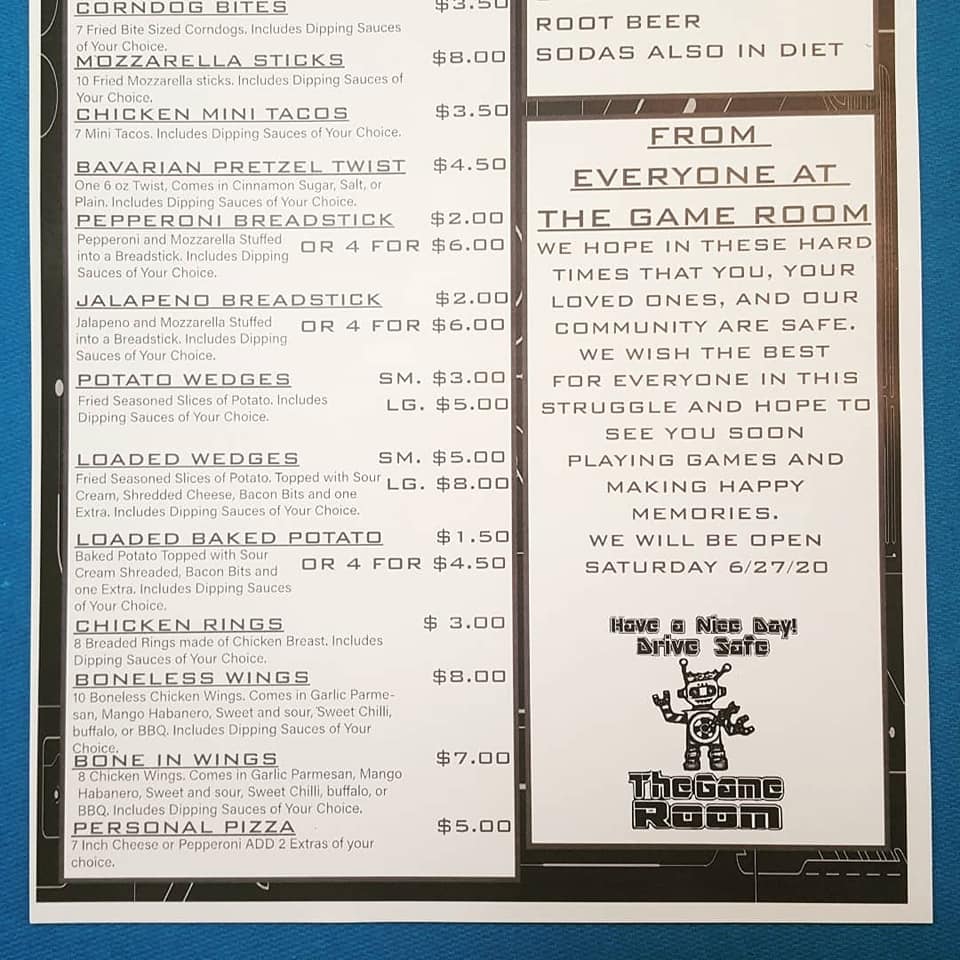 CORNDOG BITES $3.50
7 Fried Bite Sized Corndogs. Includes Dipping Sauces
of Your Choice.
MOZZARELLA STICKS $8.00
10 Fried Mozzarella sticks. Includes Dipping Sauces of
Your Choice.
CHICKEN MINI TACOS $3.50
7 Mini Tacos. Includes Dipping Sauces of Your Choice.
BAVARIAN PRETZEL TWIST $4.50
One 6 oz Twist, Comes in Cinnamon Sugar, Salt, or
Plain. Includes Dipping Sauces of Your Choice.
PEPPERONI BREADSTICK $2.00
Pepperoni and Mozzarella Stuffed
into a Breadstick. Includes Dipping
Sauces of Your Choice.
OR 4 FOR $6.00
JALAPENO BREADSTICK $2.00
Jalapeno and Mozzarella Stuffed
into a Breadstick. Includes Dipping
Sauces of Your Choice.
OR 4 FOR $6.00
POTATO WEDGES SM. $3.00
LG. $5.00
Fried Seasoned Slices of Potato. Includes
Dipping Sauces of Your Choice.
LOADED WEDGES SM. $5.00
LG. $8.00
Fried Seasoned Slices of Potato. Topped with Sour
Cream, Shredded Cheese, Bacon Bits and one
Extra. Includes Dipping Sauces of Your Choice.
LOADED BAKED POTATO $1.50
OR 4 FOR $4.50
Baked Potato Topped with Sour
Cream Shreaded, Bacon Bits and
one Extra. Includes Dipping Sauces
of Your Choice.
CHICKEN RINGS $ 3.00
8 Breaded Rings made of Chicken Breast. Includes
Dipping Sauces of Your Choice.
BONELESS WINGS $8.00
10 Boneless Chicken Wings. Comes in Garlic Parme-
san, Mango Habanero, Sweet and sour, Sweet Chilli,
buffalo, or BBQ. Includes Dipping Sauces of Your
Choice.
BONE IN WINGS $7.00
8 Chicken Wings. Comes in Garlic Parmesan, Mango
Habanero, Sweet and sour, Sweet Chilli, buffalo, or
BBQ. Includes Dipping Sauces of Your Choice.
PERSONAL PIZZA $5.00
7 Inch Cheese or Pepperoni ADD 2 Extras of your
choice.
ROOT BEER
SODAS ALSO IN DIET
FROM
EVERYONE AT
THE GAME ROOM
WE HOPE IN THESE HARD
TIMES THAT YOU, YOUR
LOVED ONES, AND OUR
COMMUNITY ARE SAFE.
WE WISH THE BEST
FOR EVERYONE IN THIS
STRUGGLE AND HOPE TO
SEE YOU SOON
PLAYING GAMES AND
MAKING HAPPY
MEMORIES.
WE WILL BE OPEN
SATURDAY 6/27/20
Have a Nice Day!
Drive Safe
The Game
Room